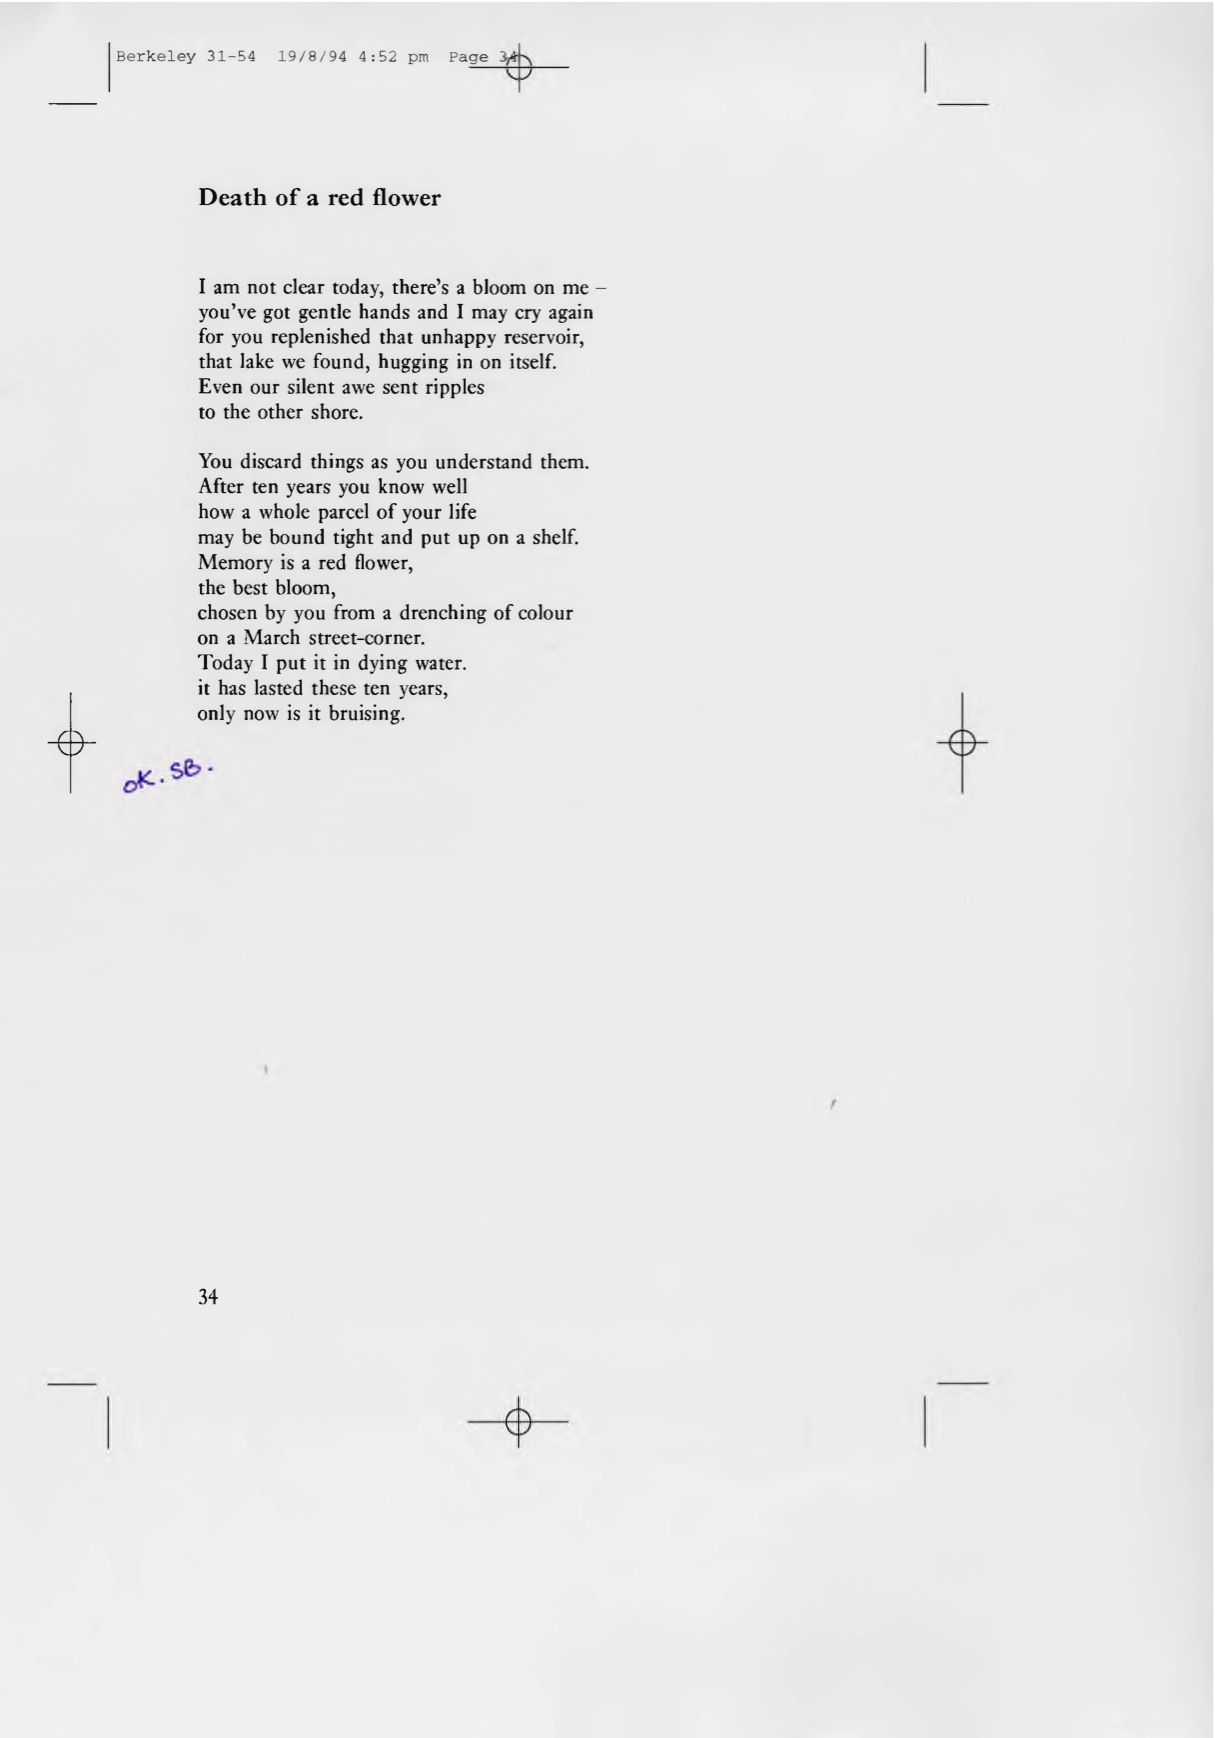 Berkeley 31-54  19/8/94 4:52 pm  Page 34
Death of a red flower
I am not clear today, there's a bloom on me –
you've got gentle hands and I may cry again
for you replenished that unhappy reservoir,
that lake we found, hugging in on itself.
Even our silent awe sent ripples
to the other shore.
You discard things as you understand them.
After ten years you know well
how a whole parcel of your life
may be bound tight and put up on a shelf.
Memory is a red flower,
the best bloom,
chosen by you from a drenching of colour
on a March street-corner.
Today I put it in dying water.
it has lasted these ten years,
only now is it bruising.
OK. SB.
34